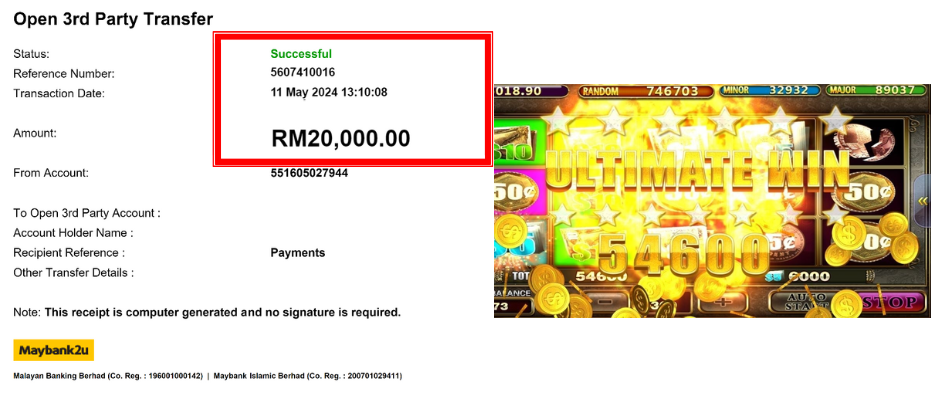 Open 3rd Party Transfer
Status: Successful
Reference Number: 5607410016
Transaction Date: 11 May 2024 13:10:08
Amount: RM20,000.00
From Account: 551605027944
To Open 3rd Party Account :
Account Holder Name :
Recipient Reference : Payments
Other Transfer Details :
Note: This receipt is computer generated and no signature is required.
Maybank2u
Malayan Banking Berhad (Co. Reg. : 196001000142) | Maybank Islamic Berhad (Co. Reg. : 200701029411)
018.90 RANDOM 746703 MINOR 32932 MAJOR 89037
10
ULTIMATE WIN
50¢ 50¢
54600
50¢
TOT 54600 6000
BALANCE
73 - + AUTO START STOP